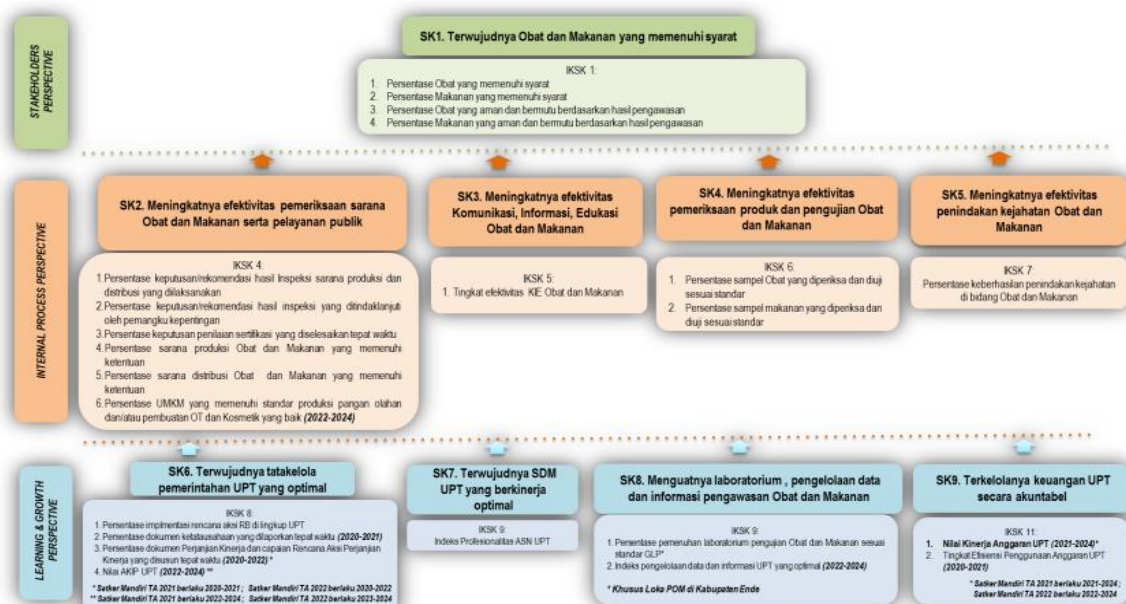 STAKEHOLDERS
PERSPECTIVE
SK1. Terwujudnya Obat dan Makanan yang memenuhi syarat
IKSK 1:
1. Persentase Obat yang memenuhi syarat
2. Persentase Makanan yang memenuhi syarat
3. Persentase Obat yang aman dan bermutu berdasarkan hasil pengawasan
4. Persentase Makanan yang aman dan bermutu berdasarkan hasil pengawasan
INTERNAL PROCESS PERSPECTIVE
SK2. Meningkatnya efektivitas pemeriksaan sarana
Obat dan Makanan serta pelayanan publik
IKSK 4:
1. Persentase keputusan/rekomendasi hasil Inspeksi sarana produksi dan
distribusi yang dilaksanakan
2. Persentase keputusan/rekomendasi hasil inspeksi yang ditindaklanjuti
oleh pemangku kepentingan
3. Persentase keputusan penilaian sertifikasi yang diselesaikan tepat waktu
4. Persentase sarana produksi Obat dan Makanan yang memenuhi
ketentuan
5. Persentase sarana distribusi Obat dan Makanan yang memenuhi
ketentuan
6. Persentase UMKM yang memenuhi standar produksi pangan olahan
dan/atau pembuatan OT dan Kosmetik yang baik (2022-2024)
SK3. Meningkatnya efektivitas
Komunikasi, Informasi, Edukasi
Obat dan Makanan
IKSK 5:
1. Tingkat efektivitas KIE Obat dan Makanan
SK4. Meningkatnya efektivitas
pemeriksaan produk dan pengujian Obat
dan Makanan
IKSK 6:
1. Persentase sampel Obat yang diperiksa dan diuji
sesuai standar
2. Persentase sampel makanan yang diperiksa dan
diuji sesuai standar
SK5. Meningkatnya efektivitas
penindakan kejahatan Obat dan
Makanan
IKSK 7:
Persentase keberhasilan penindakan kejahatan
di bidang Obat dan Makanan
LEARNING & GROWTH
PERSPECTIVE
SK6. Terwujudnya tatakelola
pemerintahan UPT yang optimal
IKSK 8:
1. Persentase implmentasi rencana aksi RB di lingkup UPT
2. Persentase dokumen ketatausahaan yang dilaporkan tepat waktu (2020-2021)
3. Persentase dokumen Perjanjian Kinerja dan capaian Rencana Aksi Perjanjian
Kinerja yang disusun tepat waktu (2020-2022) *
4. Nilai AKIP UPT (2022-2024) **
* Satker Mandiri TA 2021 berlaku 2020-2021 ; Satker Mandiri TA 2022 berlaku 2020-2022
** Satker Mandiri TA 2021 berlaku 2022-2024 ; Satker Mandiri TA 2022 berlaku 2023-2024
SK7. Terwujudnya SDM
UPT yang berkinerja
optimal
IKSK 9:
Indeks Profesionalitas ASN UPT
SK8. Menguatnya laboratorium , pengelolaan data
dan informasi pengawasan Obat dan Makanan
IKSK 9:
1. Persentase pemenuhan laboratorium pengujian Obat dan Makanan sesuai
standar GLP*
2. Indeks pengelolaan data dan informasi UPT yang optimal (2022-2024)
* Khusus Loka POM di Kabupaten Ende
SK9. Terkelolanya keuangan UPT
secara akuntabel
IKSK 11:
1. Nilai Kinerja Anggaran UPT (2021-2024)*
2. Tingkat Efisiensi Penggunaan Anggaran UPT
(2020-2021)
* Satker Mandiri TA 2021 berlaku 2021-2024 ;
Satker Mandiri TA 2022 berlaku 2022-2024